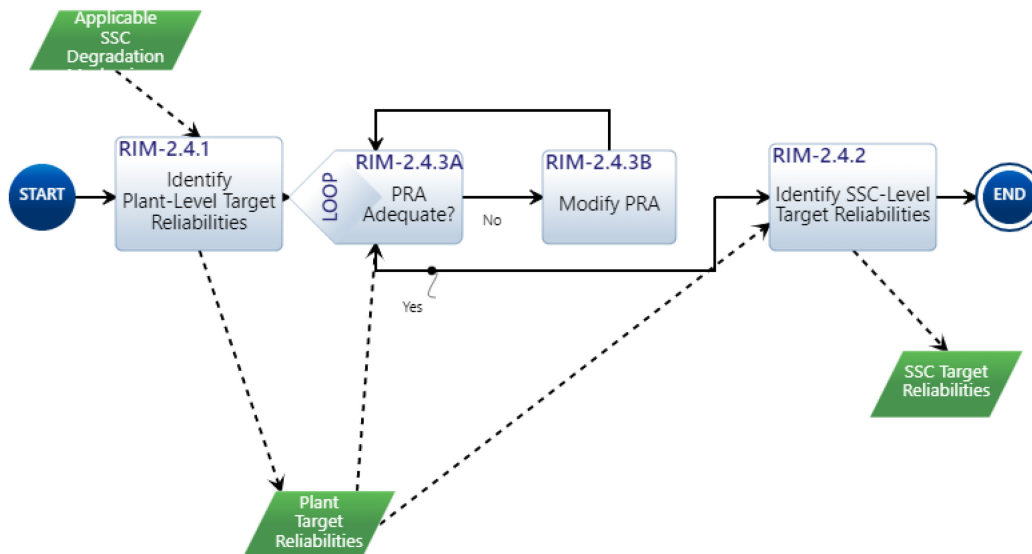 Applicable
SSC
Degradation
START
RIM-2.4.1
Identify
Plant-Level Target
Reliabilities
LOOP
RIM-2.4.3A
PRA
Adequate?
No
RIM-2.4.3B
Modify PRA
Yes
RIM-2.4.2
Identify SSC-Level
Target Reliabilities
END
SSC Target
Reliabilities
Plant
Target
Reliabilities